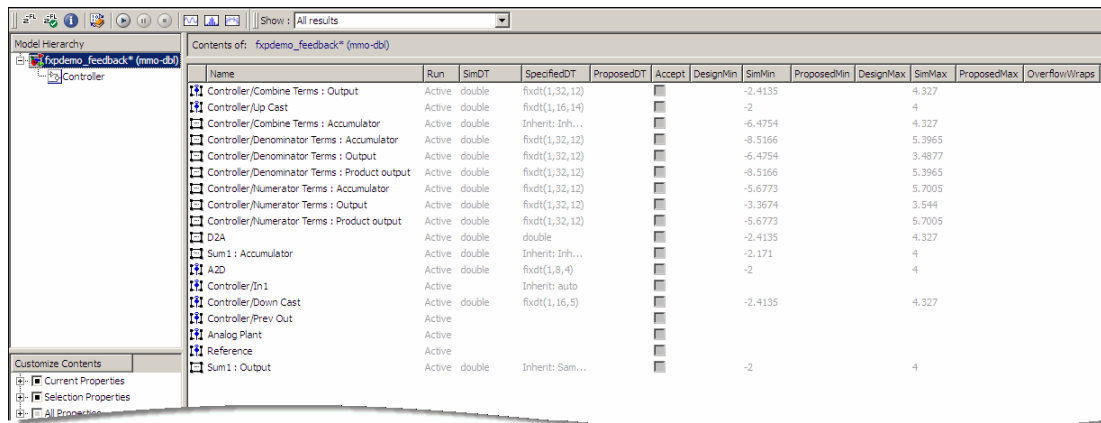 Show : All results
Model Hierarchy
fxpdemo_feedback* (mmo-dbl)
Controller
Contents of: fxpdemo_feedback* (mmo-dbl)
Name Run SimDT SpecifiedDT ProposedDT Accept DesignMin SimMin ProposedMin DesignMax SimMax ProposedMax OverflowWraps
Controller/Combine Terms : Output Active double fixdt(1,32,12) -2.4135 4.327
Controller/Up Cast Active double fixdt(1,16,14) -2 4
Controller/Combine Terms : Accumulator Active double Inherit: Inh... -6.4754 4.327
Controller/Denominator Terms : Accumulator Active double fixdt(1,32,12) -8.5166 5.3965
Controller/Denominator Terms : Output Active double fixdt(1,32,12) -6.4754 3.4877
Controller/Denominator Terms : Product output Active double fixdt(1,32,12) -8.5166 5.3965
Controller/Numerator Terms : Accumulator Active double fixdt(1,32,12) -5.6773 5.7005
Controller/Numerator Terms : Output Active double fixdt(1,32,12) -3.3674 3.544
Controller/Numerator Terms : Product output Active double fixdt(1,32,12) -5.6773 5.7005
D2A Active double double -2.4135 4.327
Sum1 : Accumulator Active double Inherit: Inh... -2.171 4
A2D Active double fixdt(1,8,4) -2 4
Controller/In1 Active Inherit: auto
Controller/Down Cast Active double fixdt(1,16,5) -2.4135 4.327
Controller/Prev Out Active
Analog Plant Active
Reference Active
Sum1 : Output Active double Inherit: Sam... -2 4
Customize Contents
Current Properties
Selection Properties
All Properties